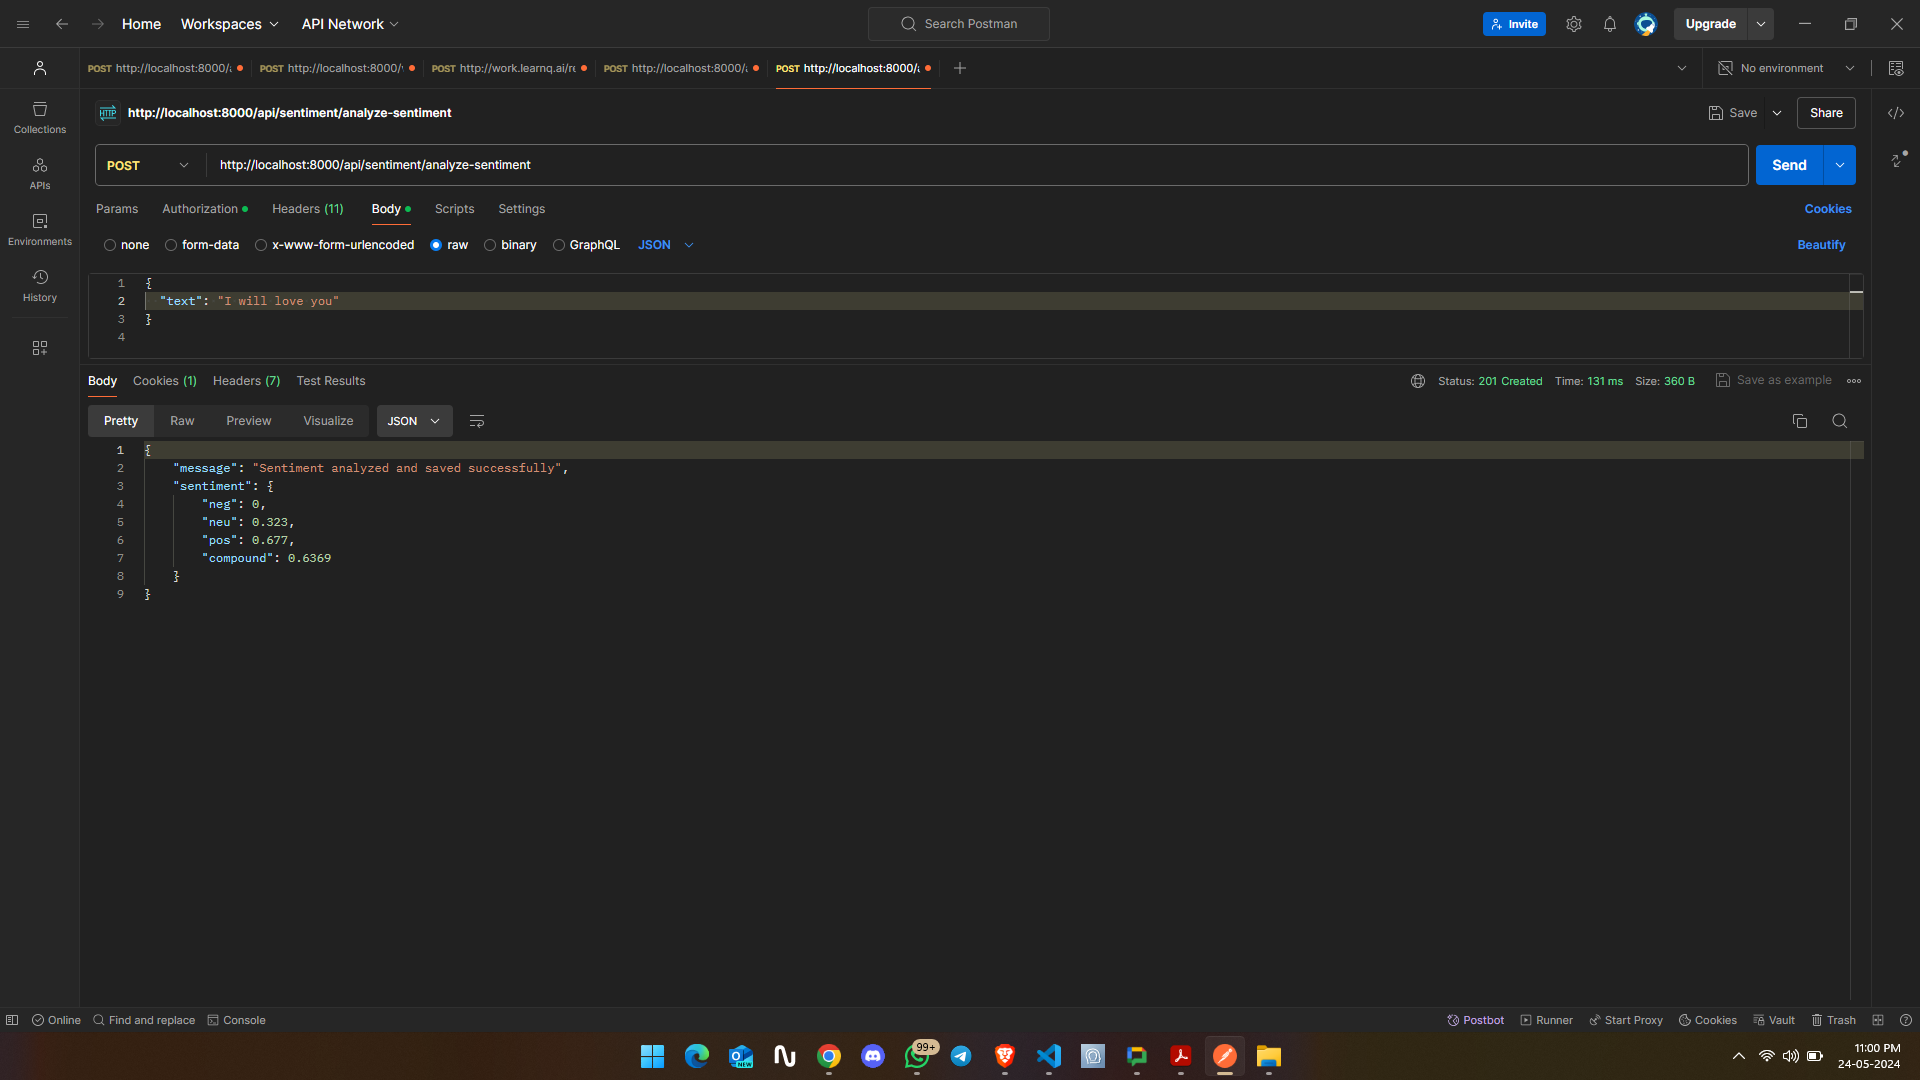 Home Workspaces API Network Search Postman Invite Upgrade
POST http://localhost:8000/a POST http://localhost:8000/ POST http://work.learnq.ai/r POST http://localhost:8000/a POST http://localhost:8000/a No environment
HTTP http://localhost:8000/api/sentiment/analyze-sentiment Save Share
POST http://localhost:8000/api/sentiment/analyze-sentiment Send
Params Authorization Headers (11) Body Scripts Settings Cookies
none form-data x-www-form-urlencoded raw binary GraphQL JSON Beautify
Collections
APIs
Environments
History
1 {
2 "text": "I will love you"
3 }
4
Body Cookies (1) Headers (7) Test Results Status: 201 Created Time: 131 ms Size: 360 B Save as example
Pretty Raw Preview Visualize JSON
1 {
2 "message": "Sentiment analyzed and saved successfully",
3 "sentiment": {
4 "neg": 0,
5 "neu": 0.323,
6 "pos": 0.677,
7 "compound": 0.6369
8 }
9 }
Online Find and replace Console Postbot Runner Start Proxy Cookies Vault Trash
NEW
99+
11:00 PM
24-05-2024